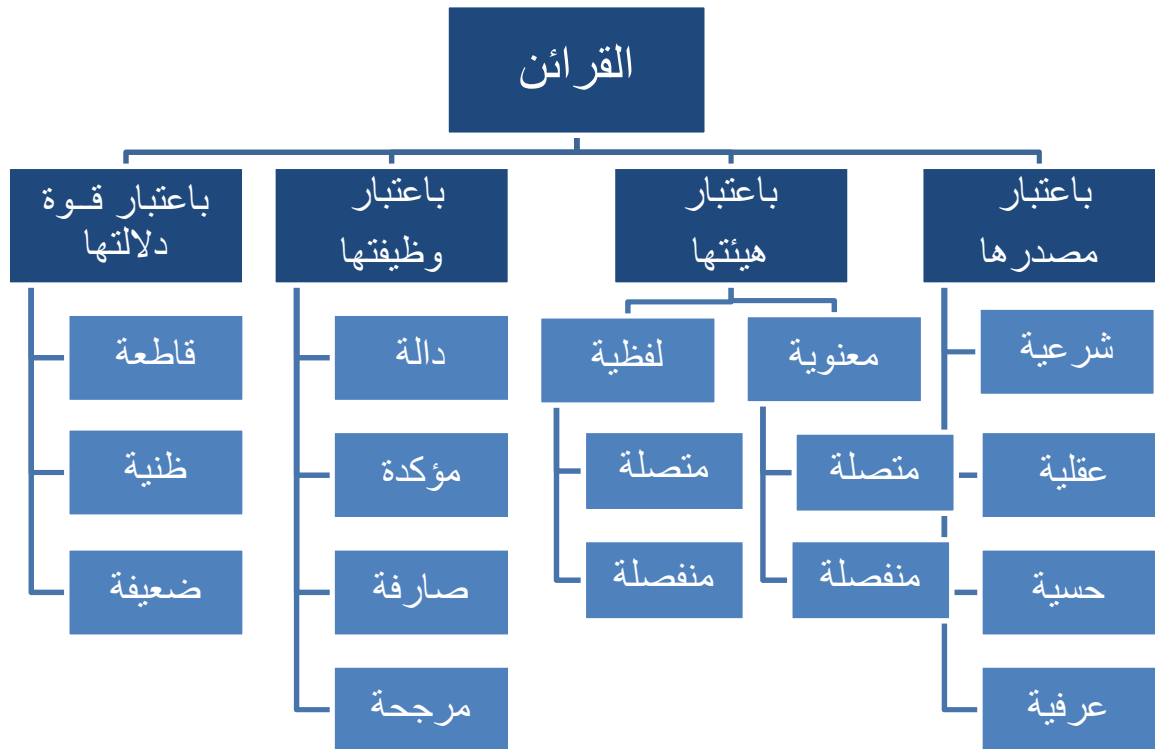 القرائن
باعتبار
مصدرها
شرعية
عقلية
حسية
عرفية
باعتبار
هيئتها
معنوية
متصلة
منفصلة
لفظية
متصلة
منفصلة
باعتبار
وظيفتها
دالة
مؤكدة
صارفة
مرجحة
باعتبار قــوة
دلالتها
قاطعة
ظنية
ضعيفة